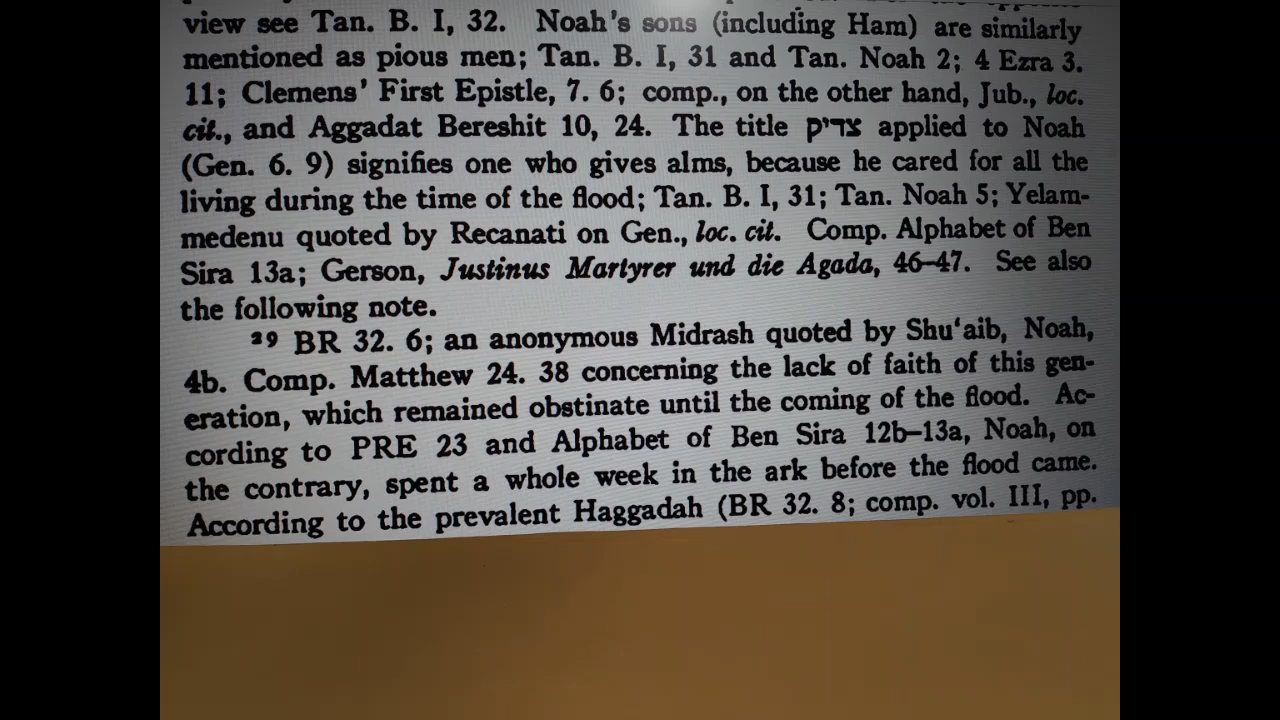 view see Tan. B. I, 32. Noah's sons (including Ham) are similarly
mentioned as pious men; Tan. B. I, 31 and Tan. Noah 2; 4 Ezra 3.
11; Clemens' First Epistle, 7. 6; comp., on the other hand, Jub., loc.
cit., and Aggadat Bereshit 10, 24. The title צדיק applied to Noah
(Gen. 6. 9) signifies one who gives alms, because he cared for all the
living during the time of the flood; Tan. B. I, 31; Tan. Noah 5; Yelam-
medenu quoted by Recanati on Gen., loc. cit. Comp. Alphabet of Ben
Sira 13a; Gerson, Justinus Martyrer und die Agada, 46–47. See also
the following note.
²⁹ BR 32. 6; an anonymous Midrash quoted by Shu‘aib, Noah,
4b. Comp. Matthew 24. 38 concerning the lack of faith of this gen-
eration, which remained obstinate until the coming of the flood. Ac-
cording to PRE 23 and Alphabet of Ben Sira 12b–13a, Noah, on
the contrary, spent a whole week in the ark before the flood came.
According to the prevalent Haggadah (BR 32. 8; comp. vol. III, pp.